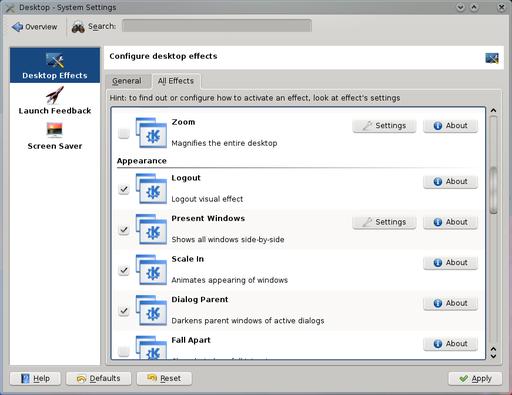 Desktop - System Settings
Overview
Search:
Desktop Effects
Launch Feedback
Screen Saver
Configure desktop effects
General
All Effects
Hint: to find out or configure how to activate an effect, look at effect's settings
Zoom
Settings
About
Magnifies the entire desktop
Appearance
Logout
About
Logout visual effect
Present Windows
Settings
About
Shows all windows side-by-side
Scale In
About
Animates appearing of windows
Dialog Parent
About
Darkens parent windows of active dialogs
Fall Apart
About
Help
Defaults
Reset
Apply